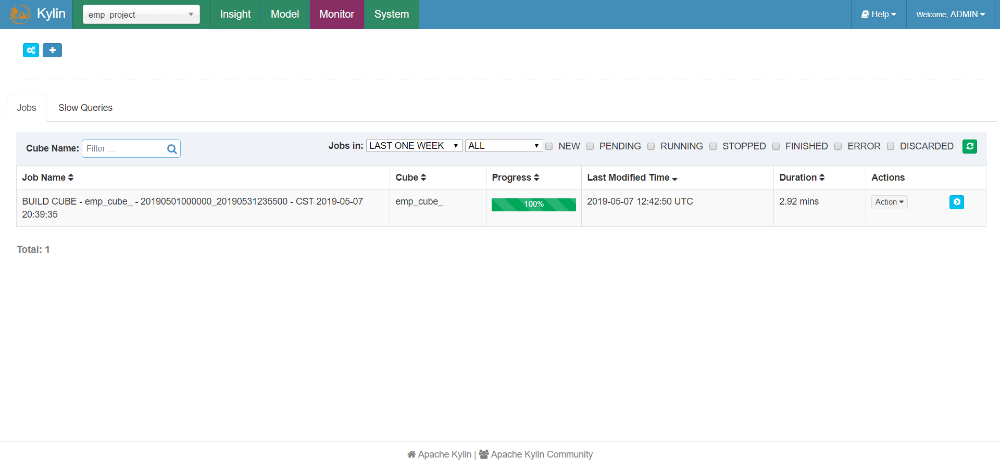 Kylin emp_project Insight Model Monitor System Help Welcome, ADMIN
Jobs Slow Queries
Cube Name: Filter ... Jobs in: LAST ONE WEEK ALL NEW PENDING RUNNING STOPPED FINISHED ERROR DISCARDED
Job Name Cube Progress Last Modified Time Duration Actions
BUILD CUBE - emp_cube_ - 20190501000000_20190531235500 - CST 2019-05-07 emp_cube_ 100% 2019-05-07 12:42:50 UTC 2.92 mins Action
20:39:35
Total: 1
Apache Kylin | Apache Kylin Community